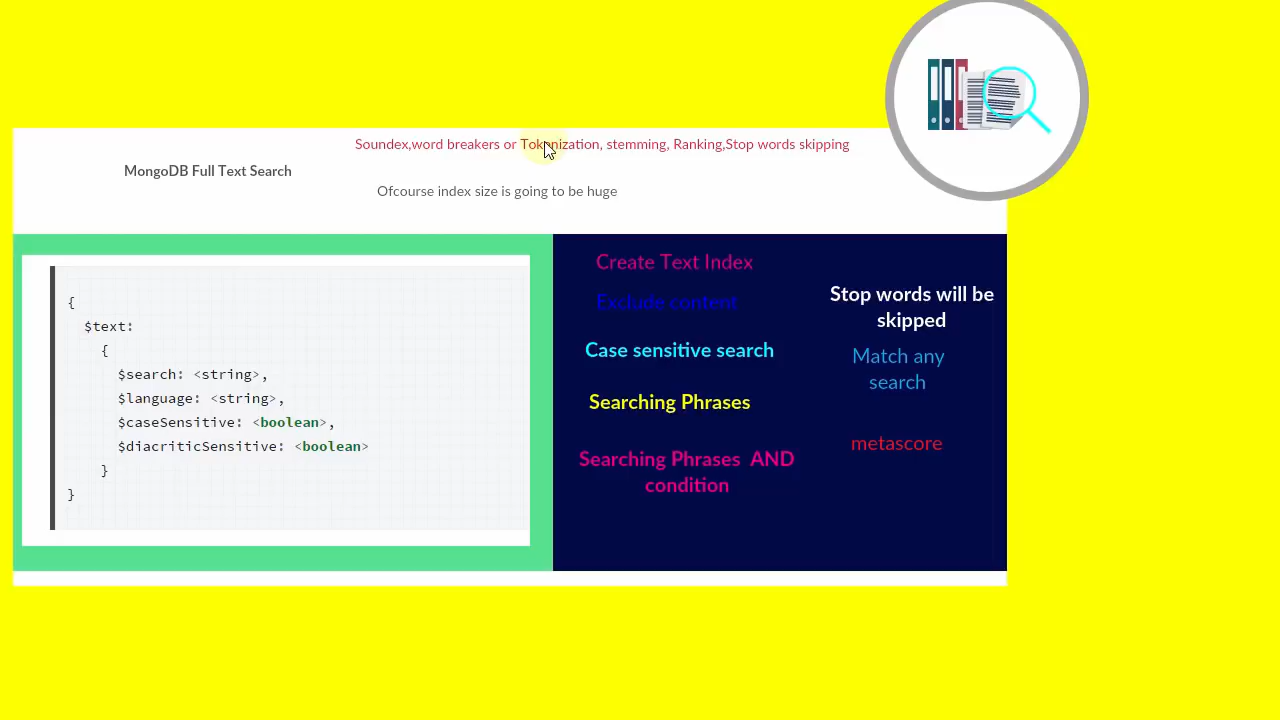 Soundex,word breakers or Tokenization, stemming, Ranking,Stop words skipping
MongoDB Full Text Search
Ofcourse index size is going to be huge
{
$text:
{
$search: <string>,
$language: <string>,
$caseSensitive: <boolean>,
$diacriticSensitive: <boolean>
}
}
Create Text Index
Exclude content
Case sensitive search
Searching Phrases
Searching Phrases AND
condition
Stop words will be
skipped
Match any
search
metascore